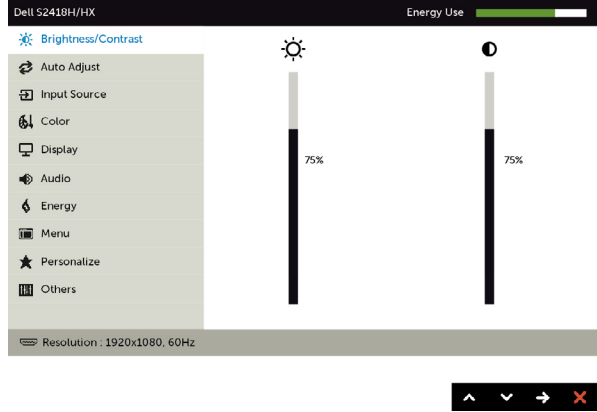 Dell S2418H/HX Energy Use
Brightness/Contrast
Auto Adjust
Input Source
Color
Display
Audio
Energy
Menu
Personalize
Others
75% 75%
Resolution : 1920x1080, 60Hz